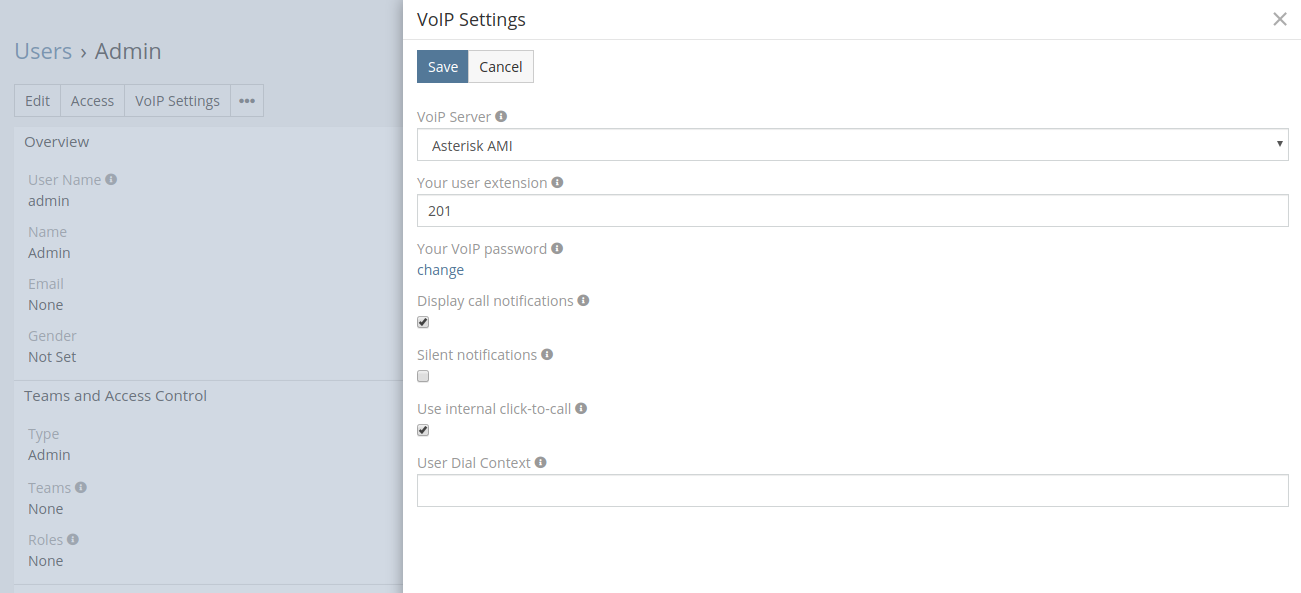 Users › Admin
Edit
Access
VoIP Settings
•••
Overview
User Name
admin
Name
Admin
Email
None
Gender
Not Set
Teams and Access Control
Type
Admin
Teams
None
Roles
None
VoIP Settings
Save
Cancel
VoIP Server
Asterisk AMI
Your user extension
201
Your VoIP password
change
Display call notifications
Silent notifications
Use internal click-to-call
User Dial Context